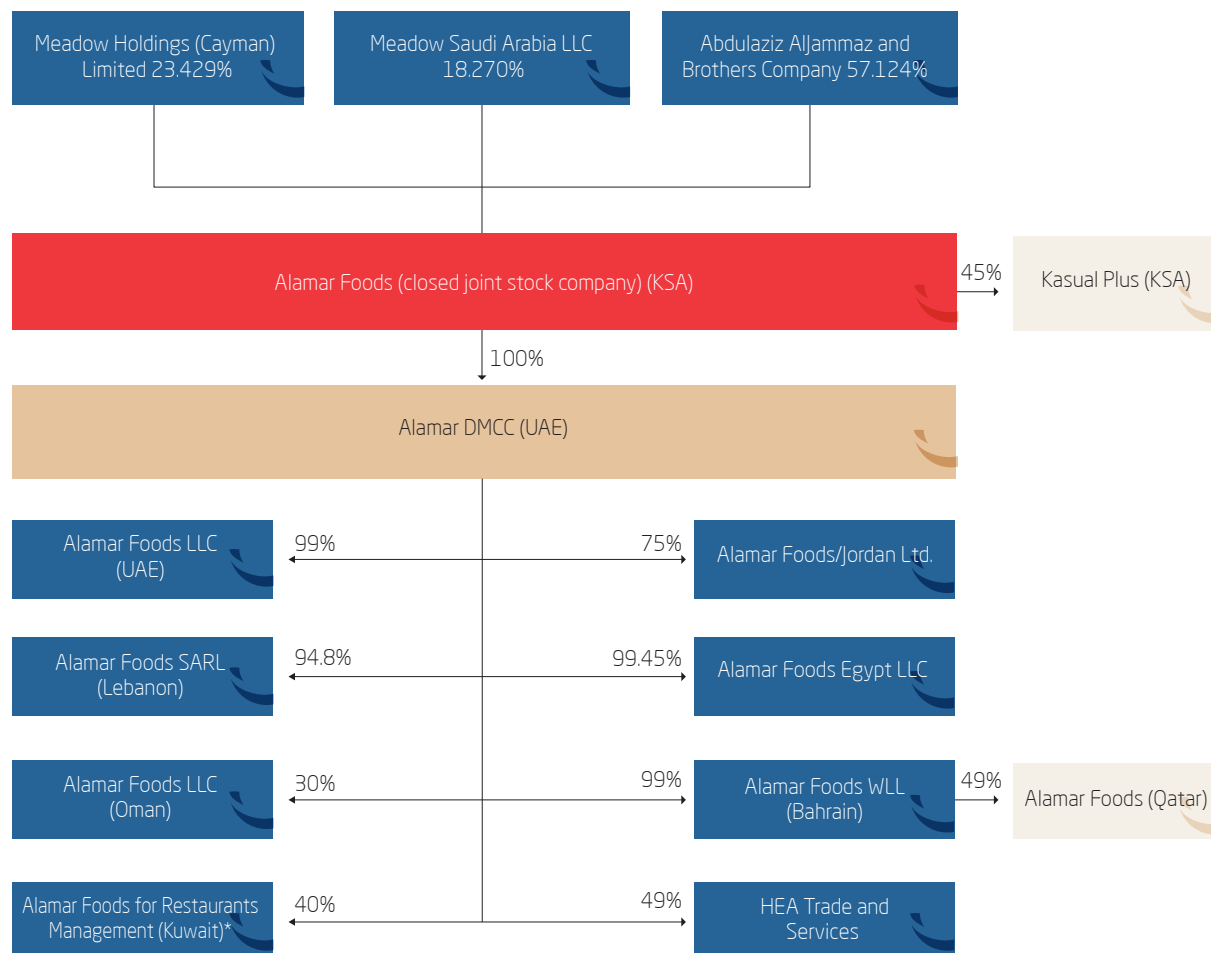 Meadow Holdings (Cayman)
Limited 23.429%
Meadow Saudi Arabia LLC
18.270%
Abdulaziz AlJammaz and
Brothers Company 57.124%
Alamar Foods (closed joint stock company) (KSA)
45%
Kasual Plus (KSA)
100%
Alamar DMCC (UAE)
Alamar Foods LLC
(UAE)
99%
75%
Alamar Foods/Jordan Ltd.
Alamar Foods SARL
(Lebanon)
94.8%
99.45%
Alamar Foods Egypt LLC
Alamar Foods LLC
(Oman)
30%
99%
Alamar Foods WLL
(Bahrain)
49%
Alamar Foods (Qatar)
Alamar Foods for Restaurants
Management (Kuwait)*
40%
49%
HEA Trade and
Services